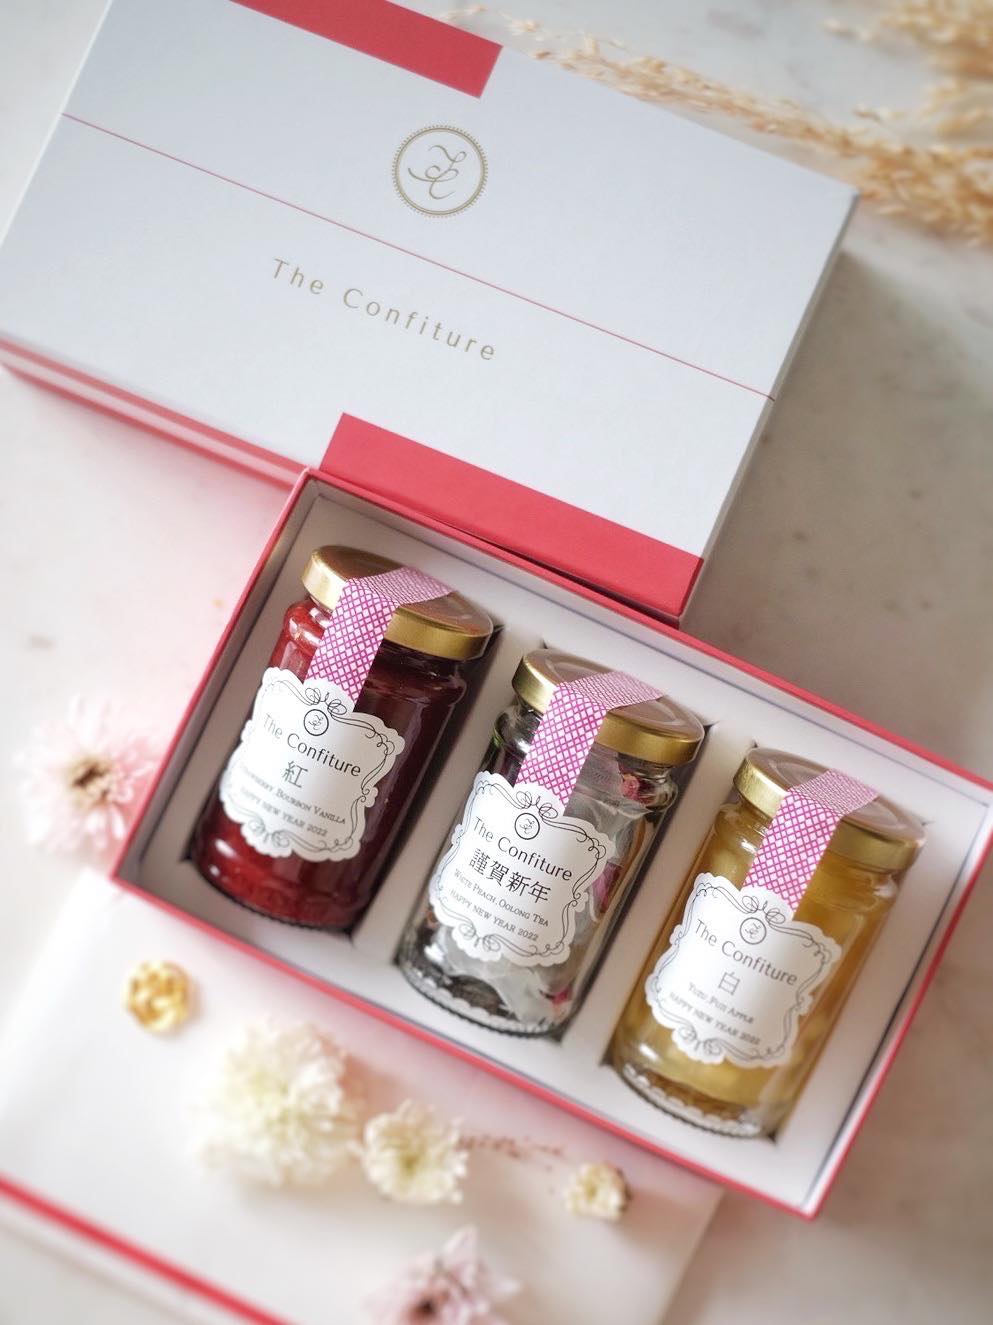 The Confiture
The Confiture
紅
Strawberry, Bourbon Vanilla
HAPPY NEW YEAR 2022
The Confiture
謹賀新年
White Peach, Oolong Tea
HAPPY NEW YEAR 2022
The Confiture
白
Yuzu, Fuji Apple
HAPPY NEW YEAR 2022